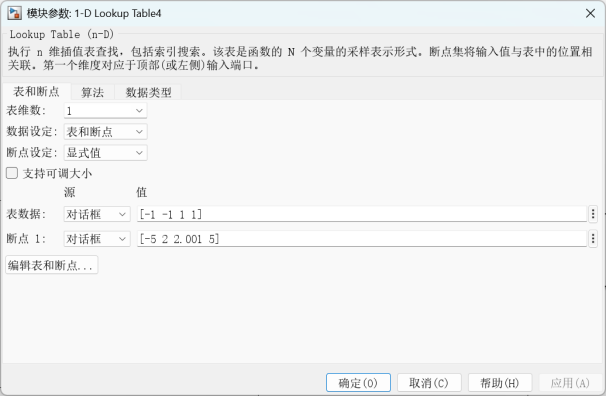 模块参数: 1-D Lookup Table4
Lookup Table (n-D)
执行 n 维插值表查找，包括索引搜索。该表是函数的 N 个变量的采样表示形式。断点集将输入值与表中的位置相
关联。第一个维度对应于顶部(或左侧)输入端口。
表和断点 算法 数据类型
表维数: 1
数据设定: 表和断点
断点设定: 显式值
支持可调大小
源 值
表数据: 对话框 [-1 -1 1 1]
断点 1: 对话框 [-5 2 2.001 5]
编辑表和断点...
确定(O) 取消(C) 帮助(H) 应用(A)